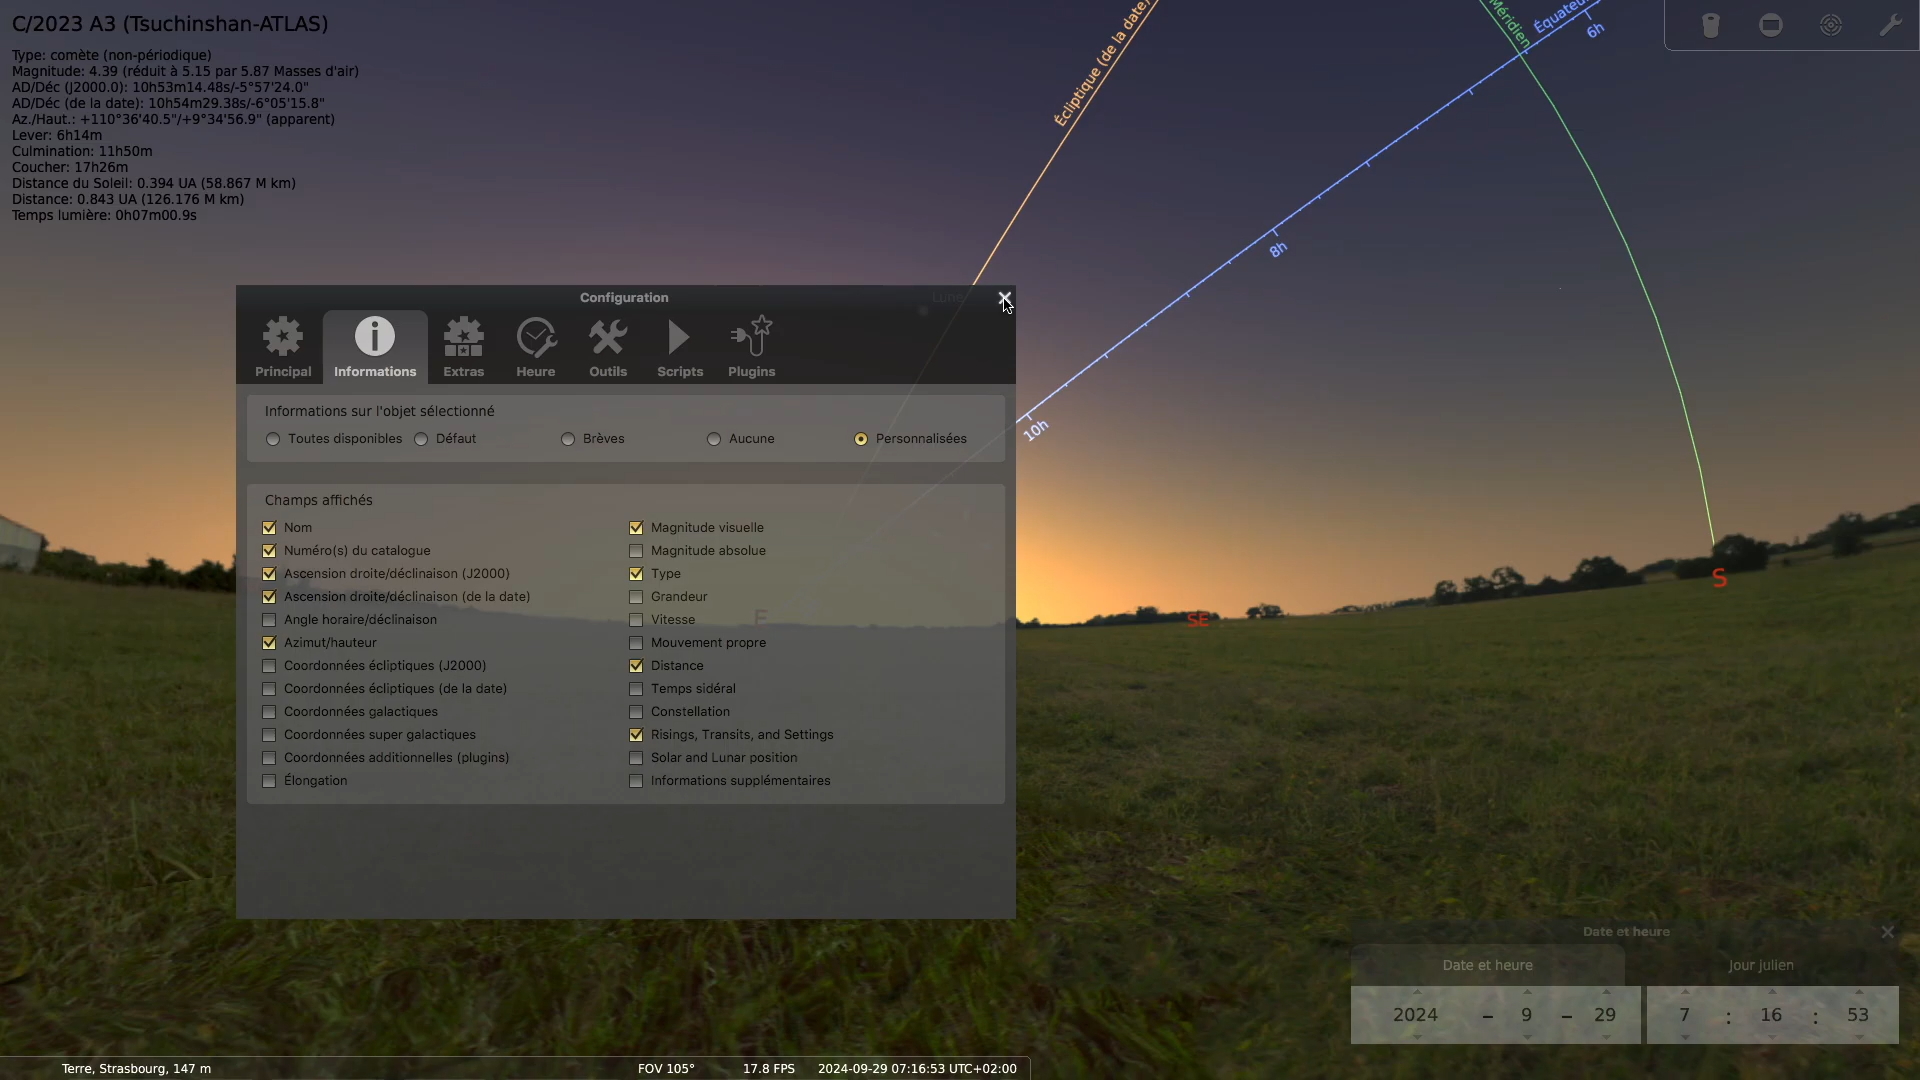 C/2023 A3 (Tsuchinshan-ATLAS)
Type: comète (non-périodique)
Magnitude: 4.39 (réduit à 5.15 par 5.87 Masses d'air)
AD/Déc (J2000.0): 10h53m14.48s/-5°57'24.0"
AD/Déc (de la date): 10h54m29.38s/-6°05'15.8"
Az./Haut.: +110°36'40.5"/+9°34'56.9" (apparent)
Lever: 6h14m
Culmination: 11h50m
Coucher: 17h26m
Distance du Soleil: 0.394 UA (58.867 M km)
Distance: 0.843 UA (126.176 M km)
Temps lumière: 0h07m00.9s
Écliptique (de la date)
Méridien
Équateur
6h
8h
10h
Configuration
Lune
Principal
Informations
Extras
Heure
Outils
Scripts
Plugins
Informations sur l'objet sélectionné
Toutes disponibles
Défaut
Brèves
Aucune
Personnalisées
Champs affichés
Nom
Numéro(s) du catalogue
Ascension droite/déclinaison (J2000)
Ascension droite/déclinaison (de la date)
Angle horaire/déclinaison
Azimut/hauteur
Coordonnées écliptiques (J2000)
Coordonnées écliptiques (de la date)
Coordonnées galactiques
Coordonnées super galactiques
Coordonnées additionnelles (plugins)
Élongation
Magnitude visuelle
Magnitude absolue
Type
Grandeur
Vitesse
Mouvement propre
Distance
Temps sidéral
Constellation
Risings, Transits, and Settings
Solar and Lunar position
Informations supplémentaires
E
SE
S
Date et heure
Date et heure
Jour julien
2024 - 9 - 29
7 : 16 : 53
Terre, Strasbourg, 147 m
FOV 105°
17.8 FPS
2024-09-29 07:16:53 UTC+02:00